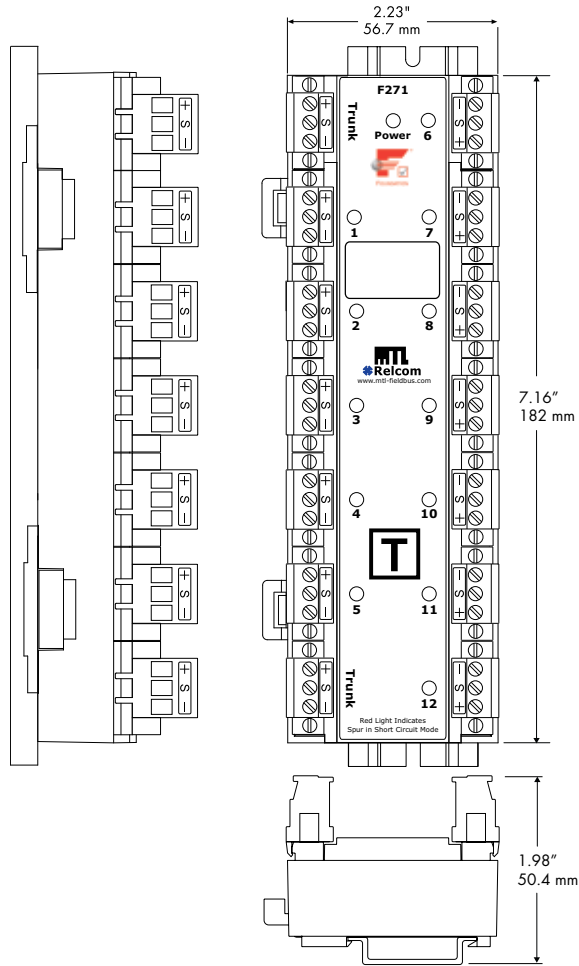 2.23"
56.7 mm
F271
Trunk
Power
6
1
7
2
8
MTL
Relcom
www.mtl-fieldbus.com
3
9
4
10
T
5
11
Trunk
12
Red Light Indicates
Spur in Short Circuit Mode
7.16"
182 mm
1.98"
50.4 mm
+ S –
+ S –
+ S –
+ S –
+ S –
+ S –
+ S –
+ S –
+ S –
+ S –
+ S –
+ S –
+ S –
+ S –
– S +
– S +
– S +
– S +
– S +
– S +
– S +